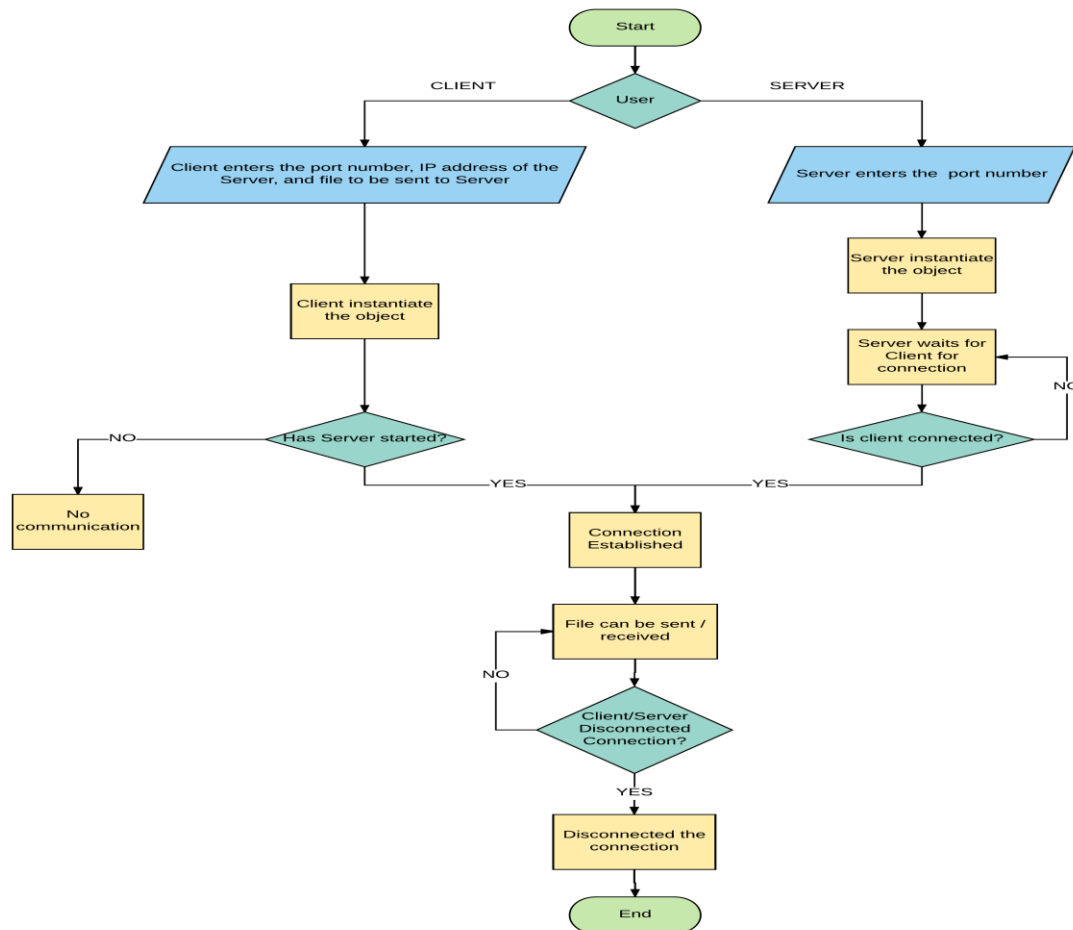 Start
User
CLIENT
SERVER
Client enters the port number, IP address of the
Server, and file to be sent to Server
Server enters the port number
Server instantiate
the object
Client instantiate
the object
Server waits for
Client for
connection
NO
Has Server started?
Is client connected?
NO
No
communication
YES
YES
Connection
Established
File can be sent /
received
NO
Client/Server
Disconnected
Connection?
YES
Disconnected the
connection
End